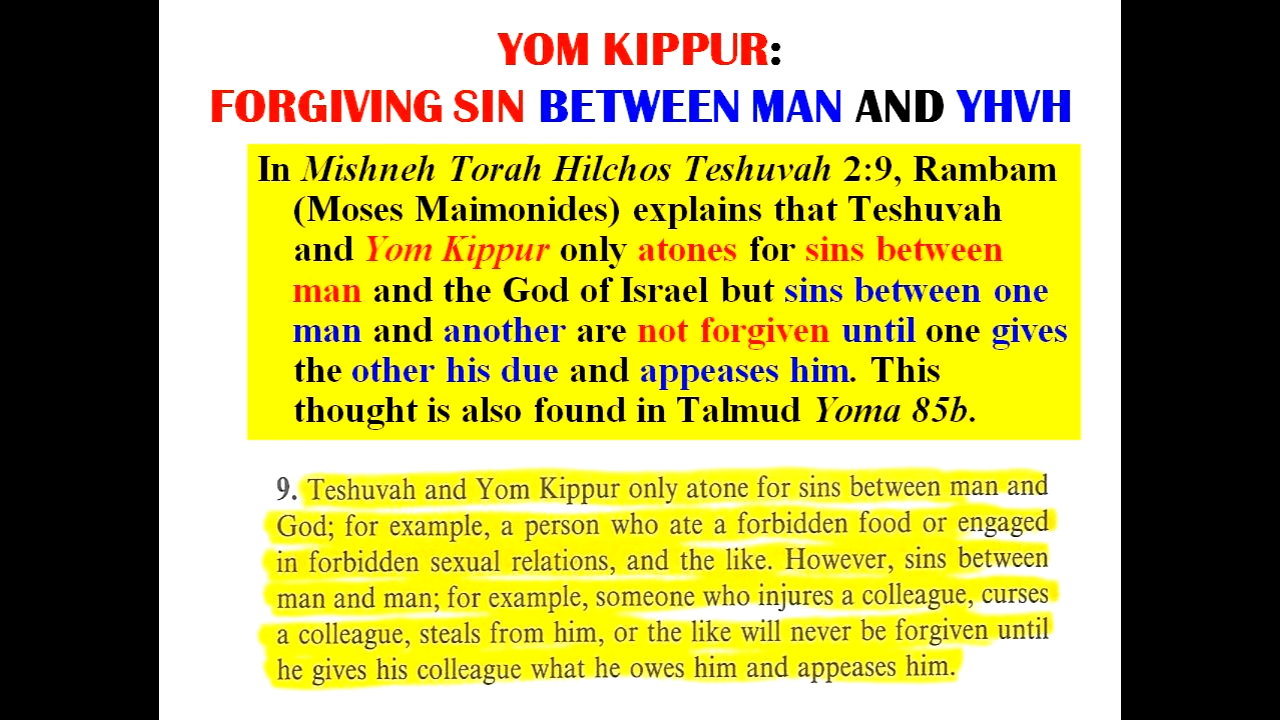 YOM KIPPUR:
FORGIVING SIN BETWEEN MAN AND YHVH
In Mishneh Torah Hilchos Teshuvah 2:9, Rambam
(Moses Maimonides) explains that Teshuvah
and Yom Kippur only atones for sins between
man and the God of Israel but sins between one
man and another are not forgiven until one gives
the other his due and appeases him. This
thought is also found in Talmud Yoma 85b.
9. Teshuvah and Yom Kippur only atone for sins between man and
God; for example, a person who ate a forbidden food or engaged
in forbidden sexual relations, and the like. However, sins between
man and man; for example, someone who injures a colleague, curses
a colleague, steals from him, or the like will never be forgiven until
he gives his colleague what he owes him and appeases him.